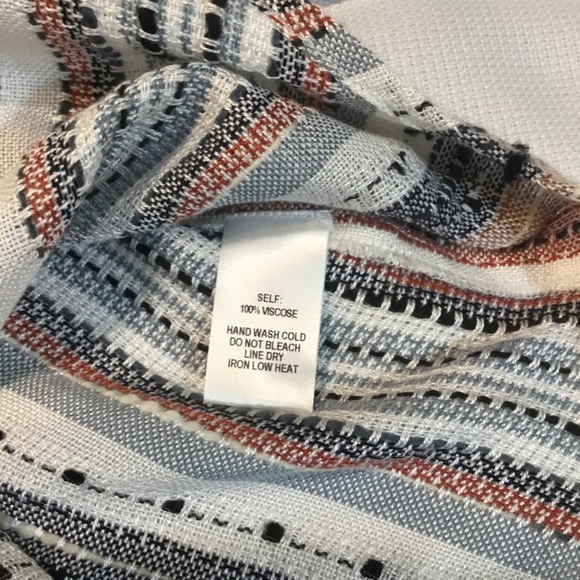 SELF:
100% VISCOSE
HAND WASH COLD
DO NOT BLEACH
LINE DRY
IRON LOW HEAT